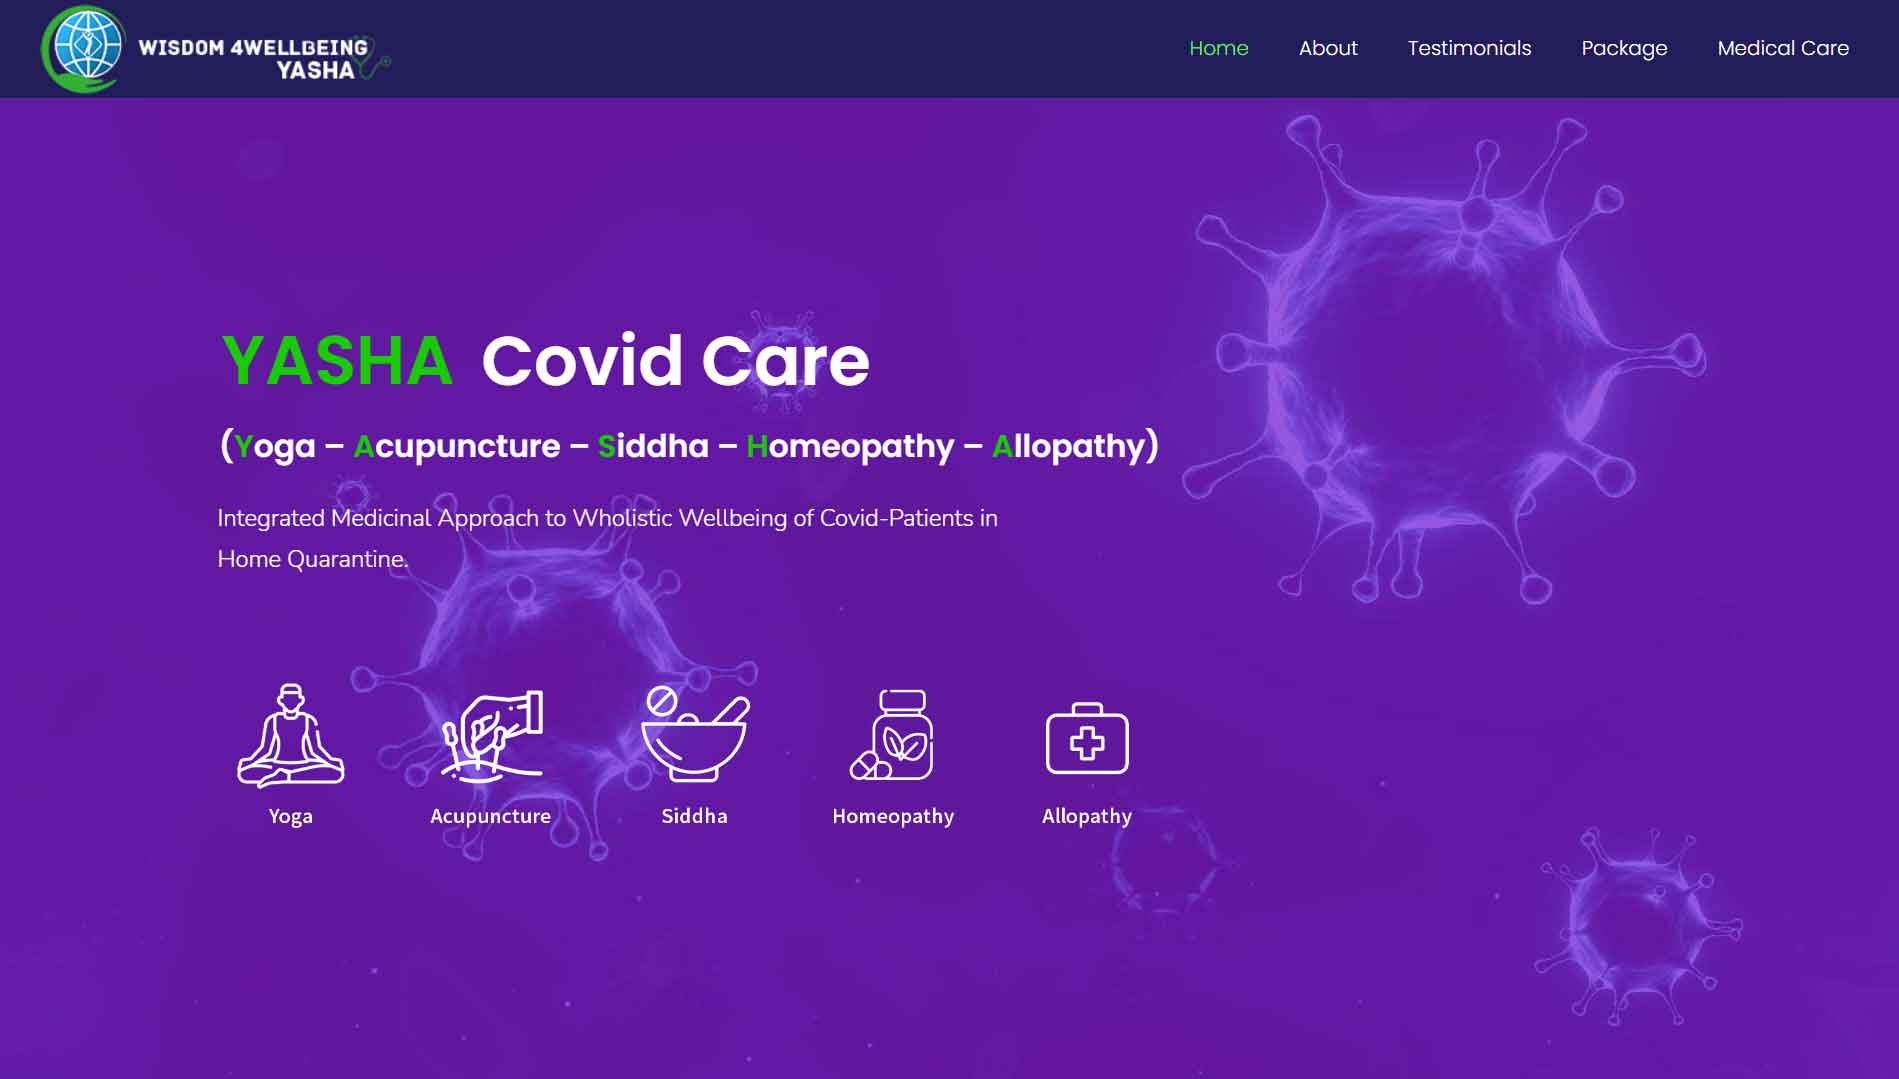 WISDOM 4WELLBEING
YASHA
Home About Testimonials Package Medical Care
YASHA Covid Care
(Yoga – Acupuncture – Siddha – Homeopathy – Allopathy)
Integrated Medicinal Approach to Wholistic Wellbeing of Covid-Patients in
Home Quarantine.
Yoga Acupuncture Siddha Homeopathy Allopathy